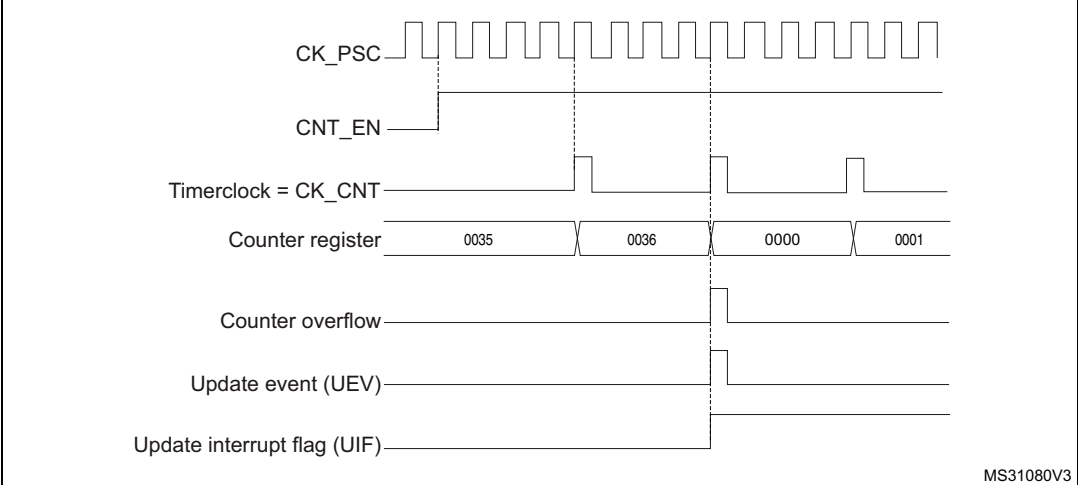 CK_PSC
CNT_EN
Timerclock = CK_CNT
Counter register 0035 0036 0000 0001
Counter overflow
Update event (UEV)
Update interrupt flag (UIF)
MS31080V3